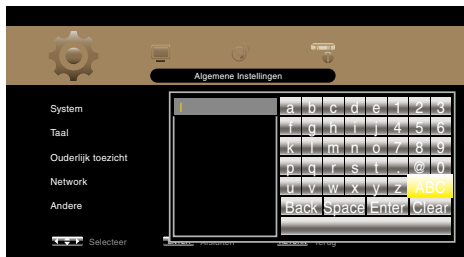 Algemene Instellingen
System
Taal
Ouderlijk toezicht
Network
Andere
a b c d e 1 2 3
f g h i j 4 5 6
k l m n o 7 8 9
p q r s t . @ 0
u v w x y z ABC
Back Space Enter Clear
Selecteer